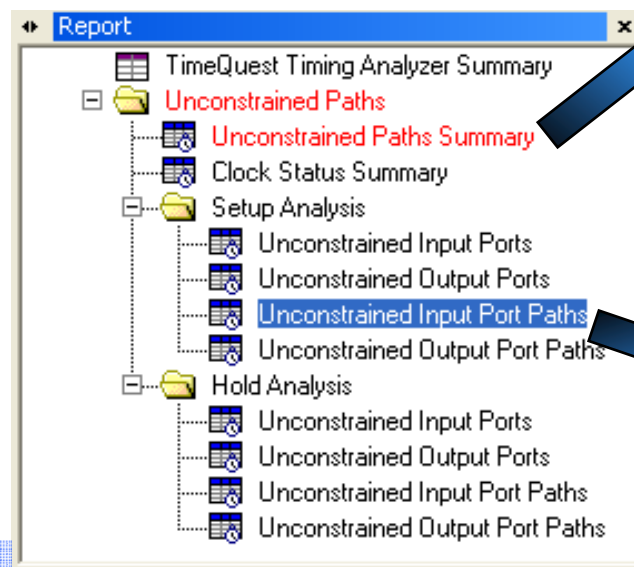 Report
TimeQuest Timing Analyzer Summary
Unconstrained Paths
Unconstrained Paths Summary
Clock Status Summary
Setup Analysis
Unconstrained Input Ports
Unconstrained Output Ports
Unconstrained Input Port Paths
Unconstrained Output Port Paths
Hold Analysis
Unconstrained Input Ports
Unconstrained Output Ports
Unconstrained Input Port Paths
Unconstrained Output Port Paths